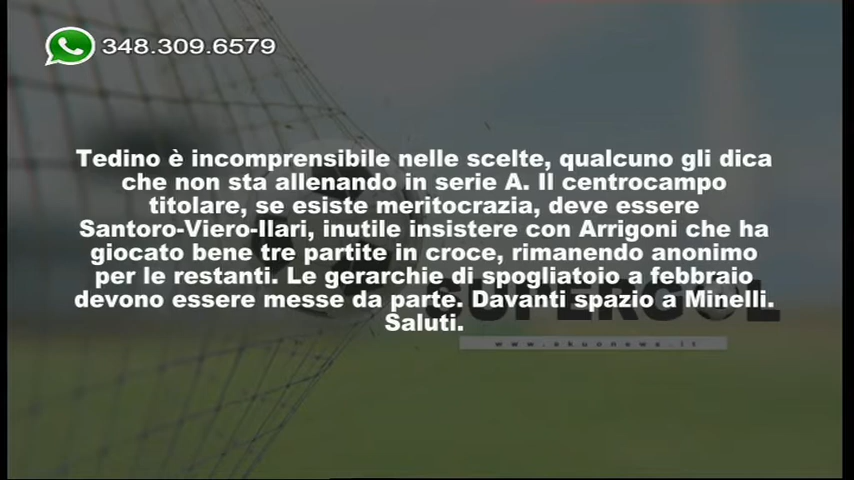 348.309.6579
Tedino è incomprensibile nelle scelte, qualcuno gli dica
che non sta allenando in serie A. Il centrocampo
titolare, se esiste meritocrazia, deve essere
Santoro-Viero-Ilari, inutile insistere con Arrigoni che ha
giocato bene tre partite in croce, rimanendo anonimo
per le restanti. Le gerarchie di spogliatoio a febbraio
devono essere messe da parte. Davanti spazio a Minelli.
Saluti.
SUPERGOL
www.ekuonews.it